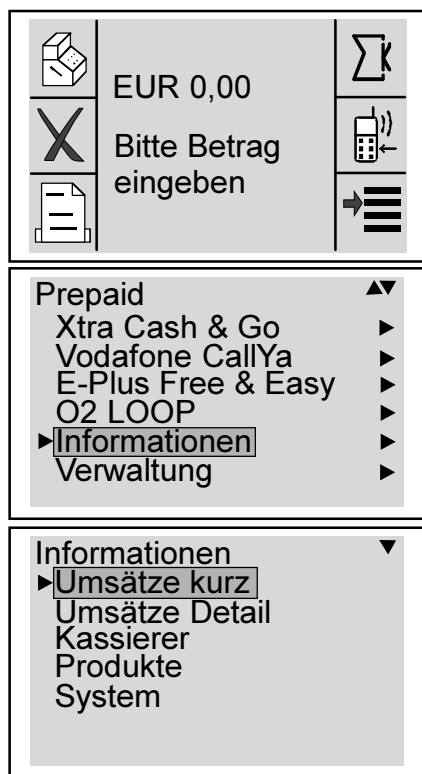 EUR 0,00
Bitte Betrag
eingeben
Prepaid
Xtra Cash & Go
Vodafone CallYa
E-Plus Free & Easy
O2 LOOP
Informationen
Verwaltung
Informationen
Umsätze kurz
Umsätze Detail
Kassierer
Produkte
System